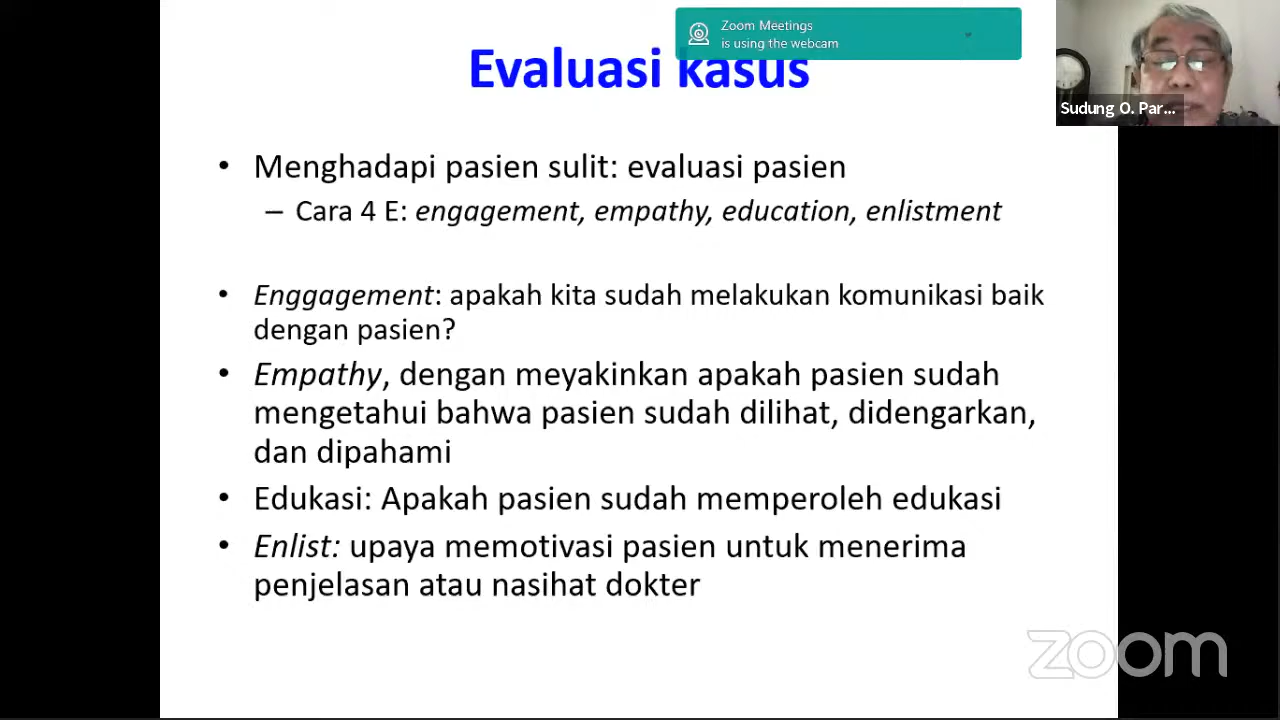 Zoom Meetings
is using the webcam
Evaluasi kasus
Sudung O. Par...
• Menghadapi pasien sulit: evaluasi pasien
– Cara 4 E: engagement, empathy, education, enlistment
• Enggagement: apakah kita sudah melakukan komunikasi baik
dengan pasien?
• Empathy, dengan meyakinkan apakah pasien sudah
mengetahui bahwa pasien sudah dilihat, didengarkan,
dan dipahami
• Edukasi: Apakah pasien sudah memperoleh edukasi
• Enlist: upaya memotivasi pasien untuk menerima
penjelasan atau nasihat dokter
zoom